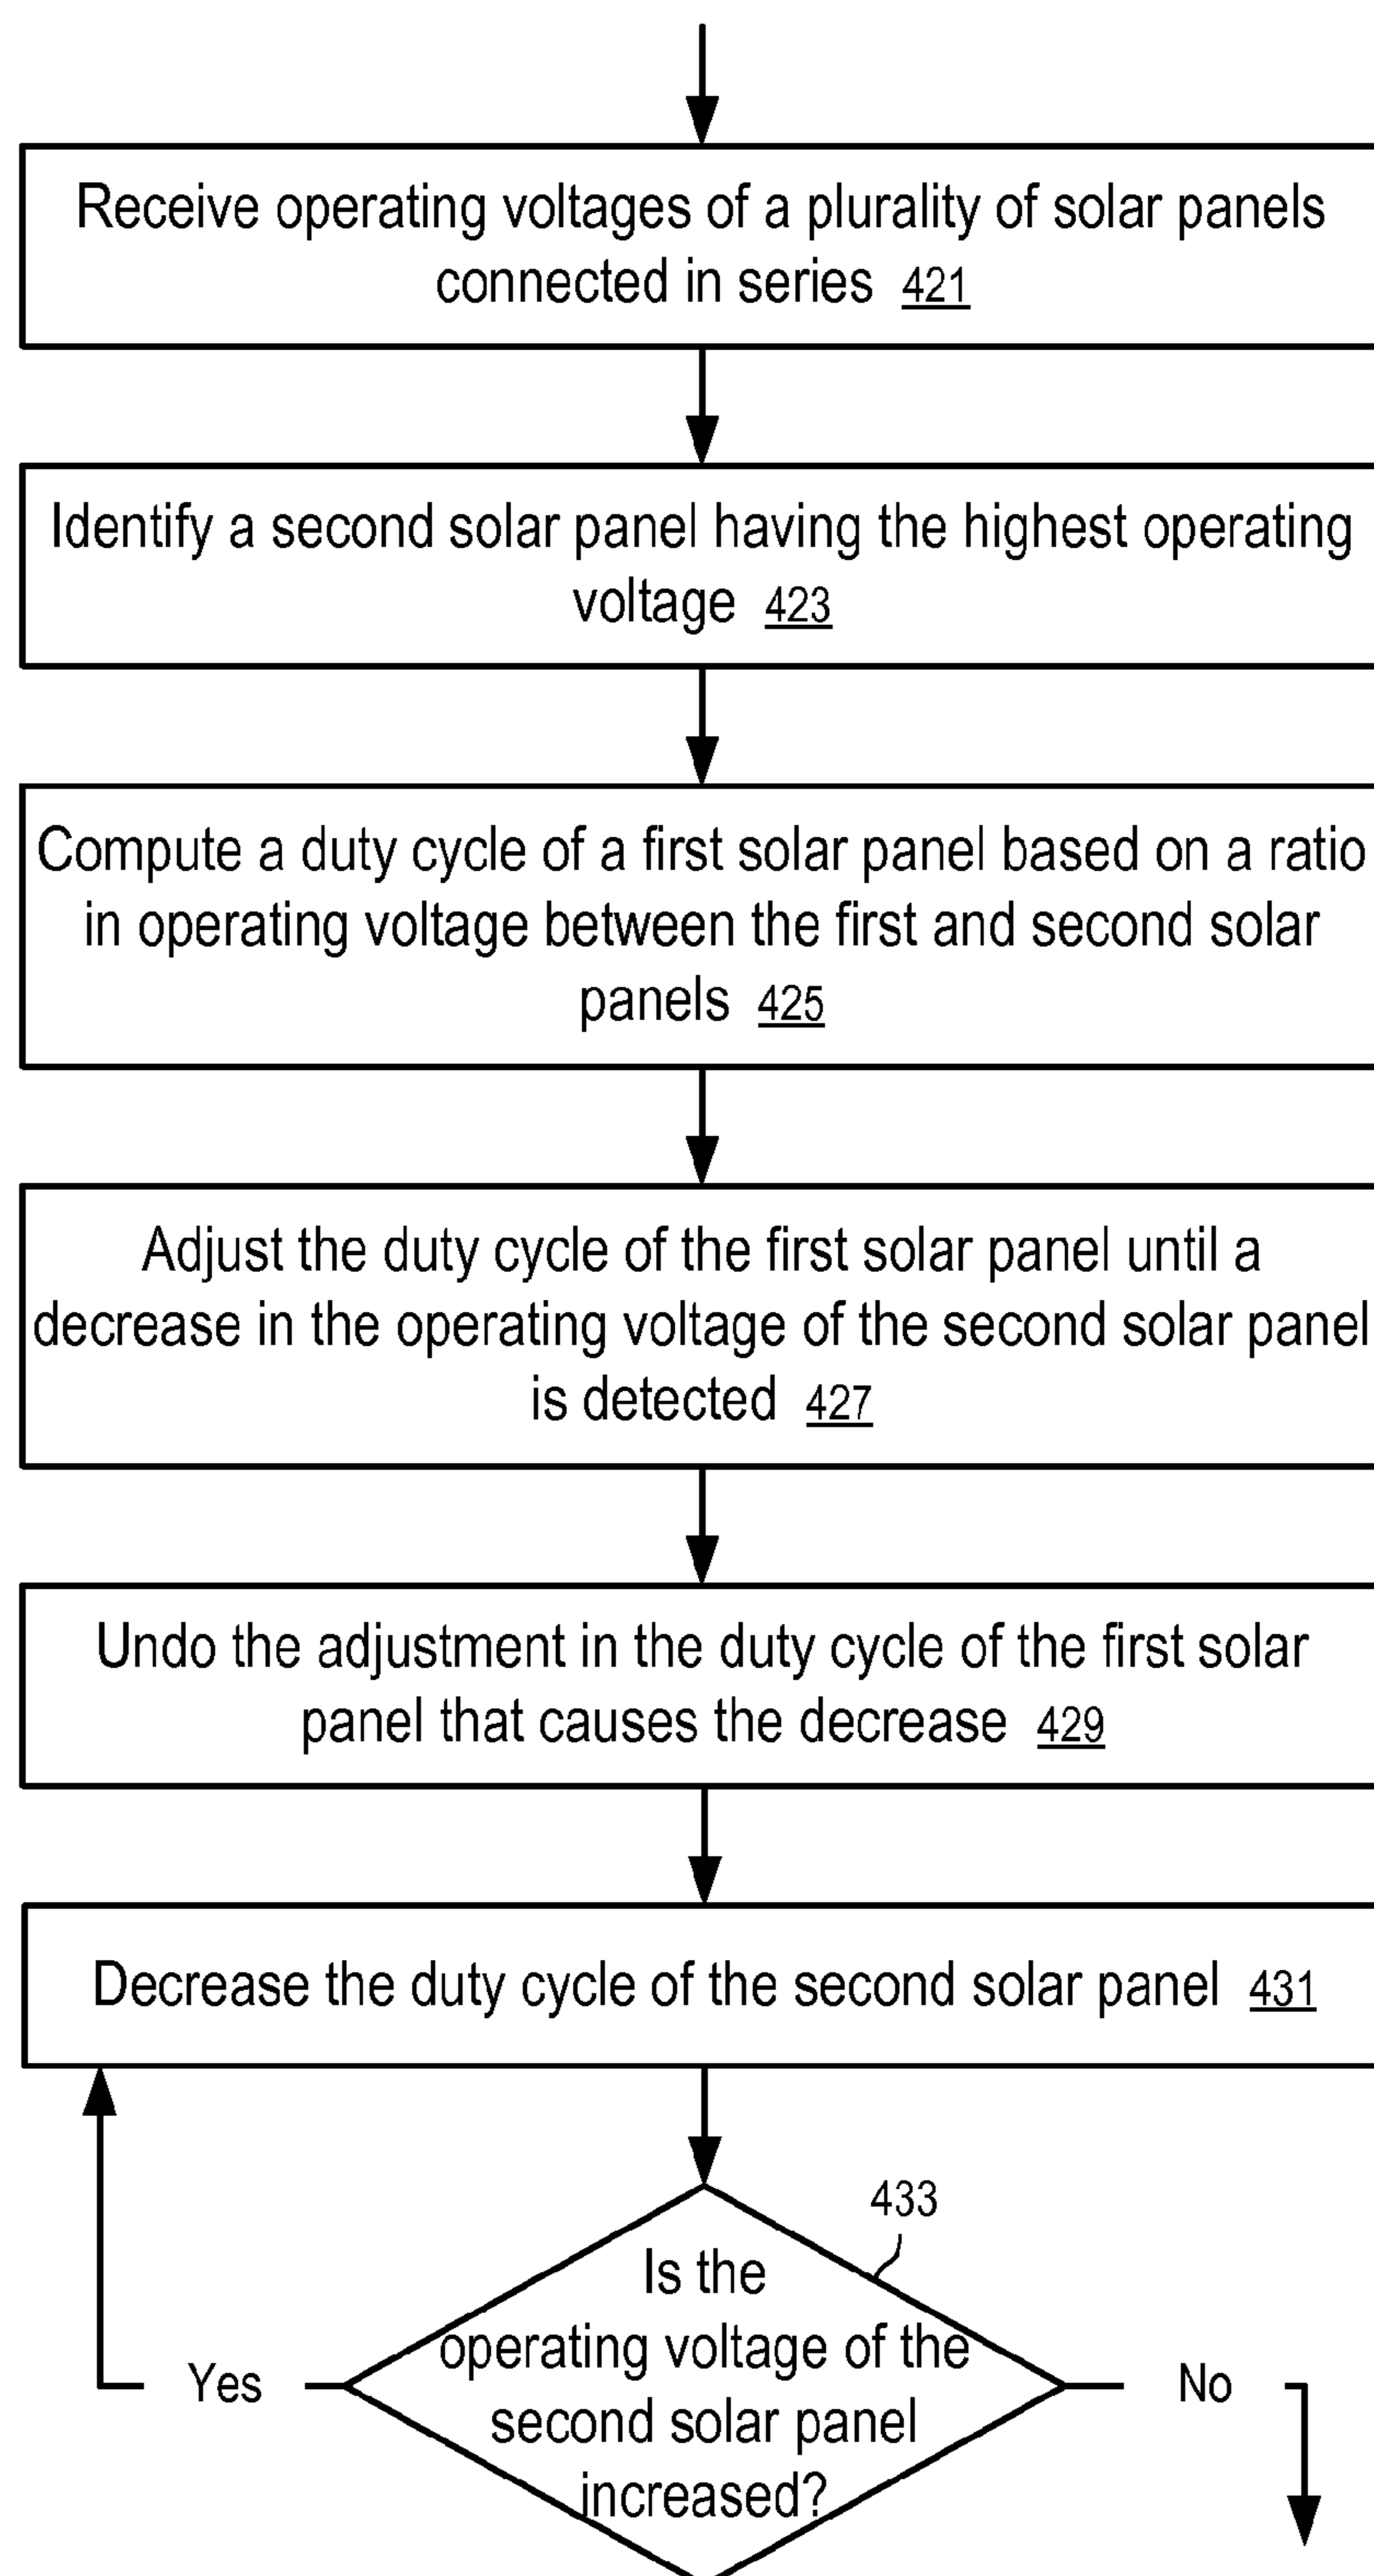 Receive operating voltages of a plurality of solar panels
connected in series 421
Identify a second solar panel having the highest operating
voltage 423
Compute a duty cycle of a first solar panel based on a ratio
in operating voltage between the first and second solar
panels 425
Adjust the duty cycle of the first solar panel until a
decrease in the operating voltage of the second solar panel
is detected 427
Undo the adjustment in the duty cycle of the first solar
panel that causes the decrease 429
Decrease the duty cycle of the second solar panel 431
433
Is the
operating voltage of the
second solar panel
increased?
Yes
No